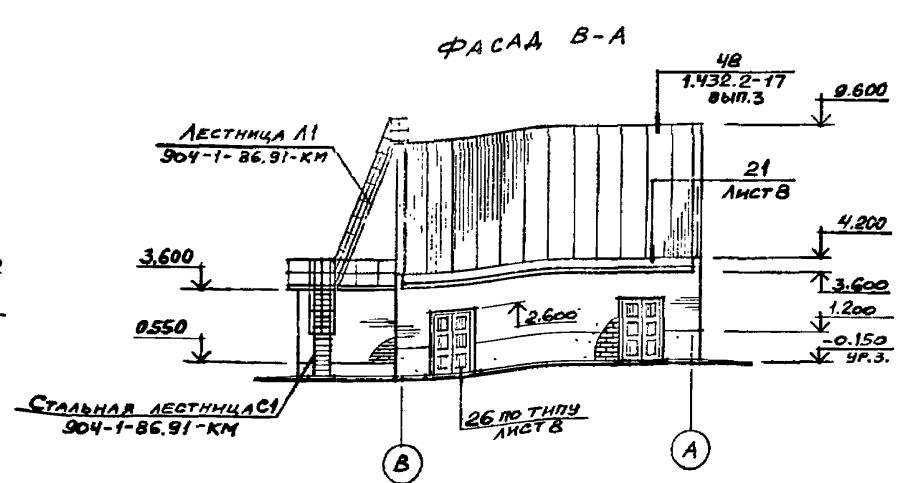 ФАСАД В-А
48
1.432.2-17
ВЫП.3
9.600
ЛЕСТНИЦА Л1
904-1-86.91-КМ
21
ЛИСТ 8
4.200
3.600
3.600
1.200
2.600
0.550
-0.150
УР.З.
СТАЛЬНАЯ ЛЕСТНИЦА С1
904-1-86.91-КМ
26 ПО ТИПУ
ЛИСТ 8
В
А